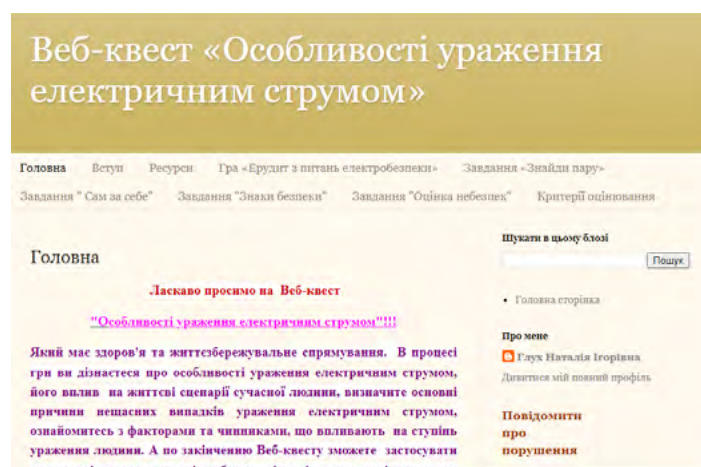 Веб-квест «Особливості ураження
електричним струмом»
Головна Вступ Ресурси Гра «Ерудит з питань електробезпеки» Завдання «Знайди пару»
Завдання " Сам за себе" Завдання "Знаки безпеки" Завдання "Оцінка небезпек" Критерії оцінювання
Головна
Ласкаво просимо на Веб-квест
"Особливості ураження електричним струмом"!!!
Який має здоров'я та життєзбережувальне спрямування. В процесі
гри ви дізнаєтеся про особливості ураження електричним струмом,
його вплив на життєві сценарії сучасної людини, визначите основні
причини нещасних випадків ураження електричним струмом,
ознайомитесь з факторами та чинниками, що впливають на ступінь
ураження людини. А по закінченню Веб-квесту зможете застосувати
Шукати в цьому блозі
Пошук
Головна сторінка
Про мене
Глух Наталія Ігорівна
Дивитися мій повний профіль
Повідомити
про
порушення